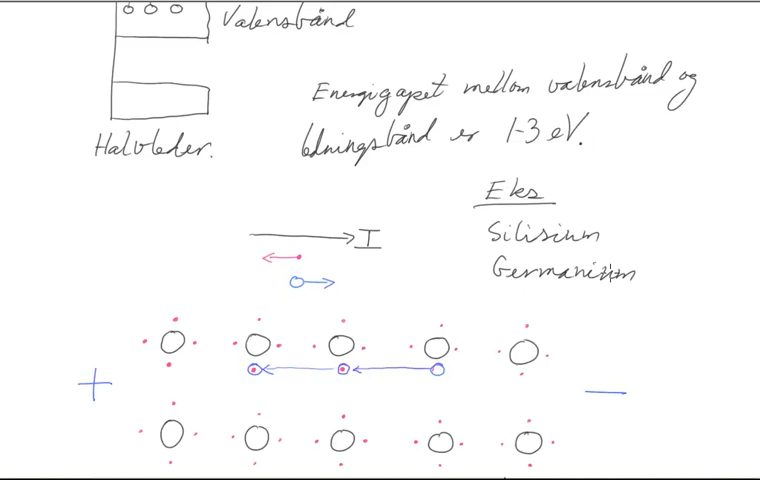 Valensbånd
Energigapet mellom valensbånd og
ledningsbånd er 1-3 eV.
Halvleder.
Eks
Silisium
Germanium
I
+
−